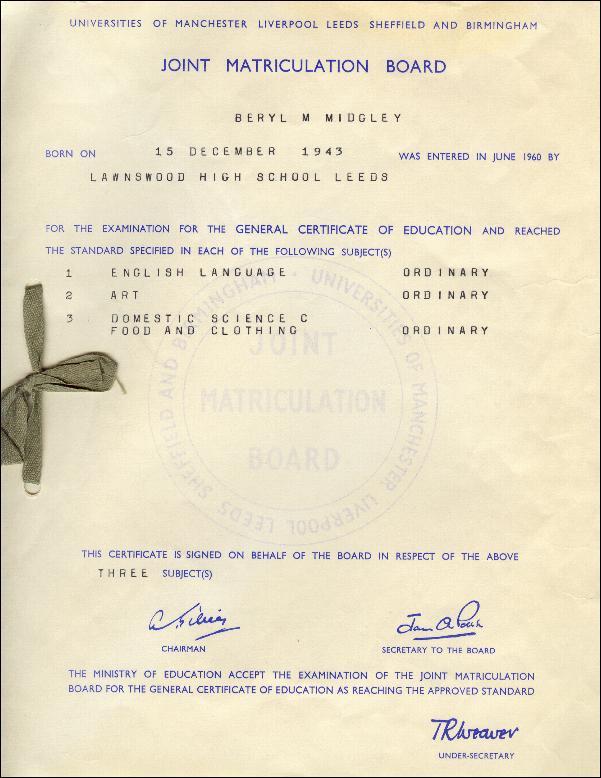 UNIVERSITIES OF MANCHESTER LIVERPOOL LEEDS SHEFFIELD AND BIRMINGHAM
JOINT MATRICULATION BOARD
BERYL M MIDGLEY
BORN ON 15 DECEMBER 1943 WAS ENTERED IN JUNE 1960 BY
LAWNSWOOD HIGH SCHOOL LEEDS
FOR THE EXAMINATION FOR THE GENERAL CERTIFICATE OF EDUCATION AND REACHED
THE STANDARD SPECIFIED IN EACH OF THE FOLLOWING SUBJECT(S)
1 ENGLISH LANGUAGE ORDINARY
2 ART ORDINARY
3 DOMESTIC SCIENCE C
FOOD AND CLOTHING ORDINARY
UNIVERSITIES OF MANCHESTER LIVERPOOL LEEDS SHEFFIELD AND BIRMINGHAM
JOINT
MATRICULATION
BOARD
THIS CERTIFICATE IS SIGNED ON BEHALF OF THE BOARD IN RESPECT OF THE ABOVE
THREE SUBJECT(S)
CHAIRMAN SECRETARY TO THE BOARD
THE MINISTRY OF EDUCATION ACCEPT THE EXAMINATION OF THE JOINT MATRICULATION
BOARD FOR THE GENERAL CERTIFICATE OF EDUCATION AS REACHING THE APPROVED STANDARD
TRWeaver
UNDER-SECRETARY